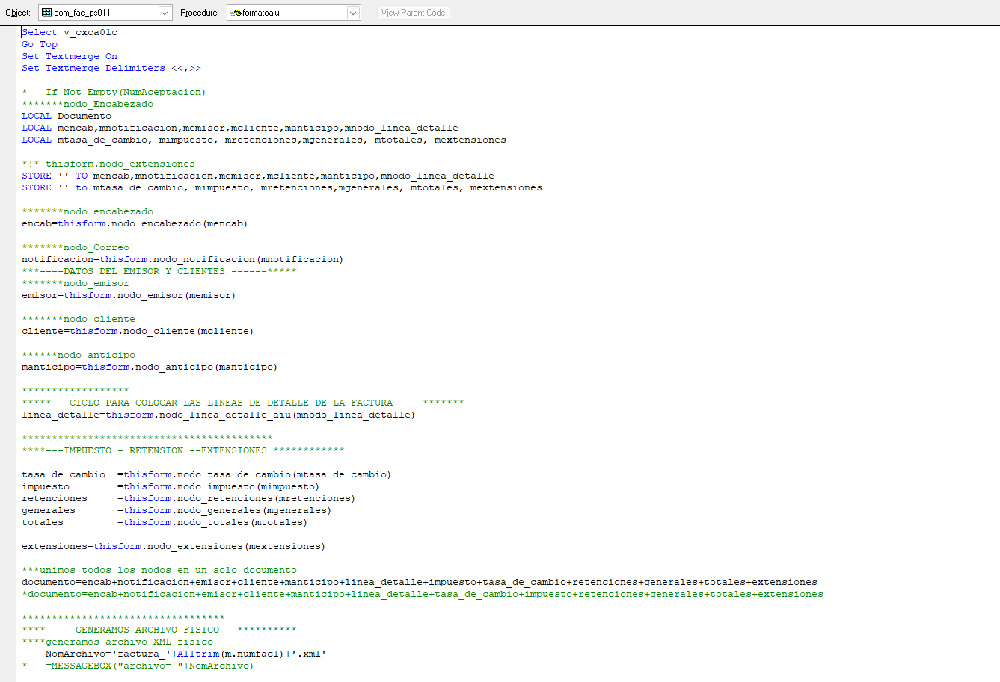 Object: com_fac_ps011 Procedure: formatoaiu View Parent Code
Select v_cxca01c
Go Top
Set Textmerge On
Set Textmerge Delimiters <<,>>
*   If Not Empty(NumAceptacion)
*******nodo_Encabezado
LOCAL Documento
LOCAL mencab,mnotificacion,memisor,mcliente,manticipo,mnodo_linea_detalle
LOCAL mtasa_de_cambio, mimpuesto, mretenciones,mgenerales, mtotales, mextensiones
*!* thisform.nodo_extensiones
STORE '' TO mencab,mnotificacion,memisor,mcliente,manticipo,mnodo_linea_detalle
STORE '' to mtasa_de_cambio, mimpuesto, mretenciones,mgenerales, mtotales, mextensiones
*******nodo encabezado
encab=thisform.nodo_encabezado(mencab)
*******nodo_Correo
notificacion=thisform.nodo_notificacion(mnotificacion)
***----DATOS DEL EMISOR Y CLIENTES ------*****
*******nodo_emisor
emisor=thisform.nodo_emisor(memisor)
*******nodo cliente
cliente=thisform.nodo_cliente(mcliente)
******nodo anticipo
manticipo=thisform.nodo_anticipo(manticipo)
******************
*****---CICLO PARA COLOCAR LAS LINEAS DE DETALLE DE LA FACTURA ----*******
linea_detalle=thisform.nodo_linea_detalle_aiu(mnodo_linea_detalle)
******************************************
****---IMPUESTO - RETENSION --EXTENSIONES ************
tasa_de_cambio  =thisform.nodo_tasa_de_cambio(mtasa_de_cambio)
impuesto        =thisform.nodo_impuesto(mimpuesto)
retenciones     =thisform.nodo_retenciones(mretenciones)
generales       =thisform.nodo_generales(mgenerales)
totales         =thisform.nodo_totales(mtotales)
extensiones=thisform.nodo_extensiones(mextensiones)
***unimos todos los nodos en un solo documento
documento=encab+notificacion+emisor+cliente+manticipo+linea_detalle+impuesto+tasa_de_cambio+retenciones+generales+totales+extensiones
*documento=encab+notificacion+emisor+cliente+manticipo+linea_detalle+tasa_de_cambio+impuesto+retenciones+generales+totales+extensiones
**********************************
****-----GENERAMOS ARCHIVO FISICO --**********
****generamos archivo XML fisico
    NomArchivo='factura_'+Alltrim(m.numfac1)+'.xml'
*   =MESSAGEBOX("archivo= "+NomArchivo)